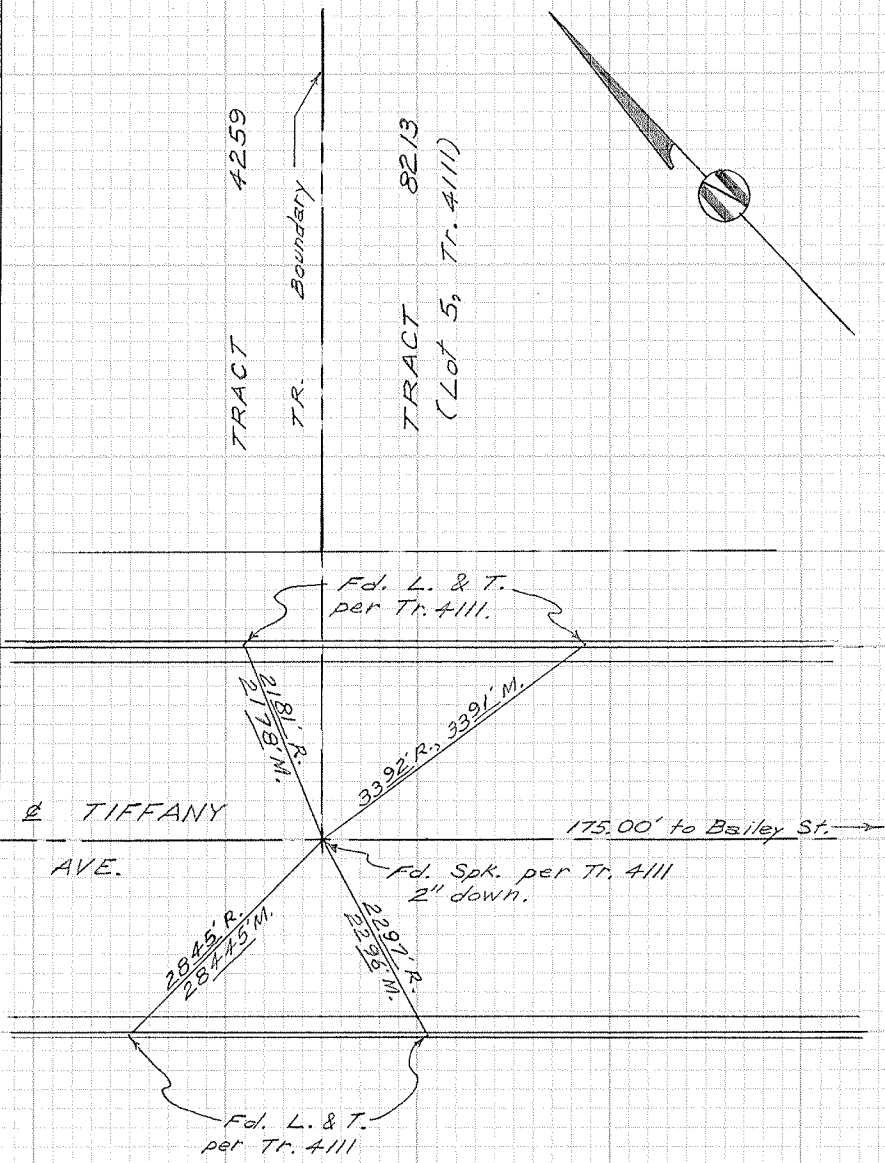 TRACT 4259
TR. Boundary
TRACT 8213
(Lot 5, Tr. 4111)
N
Fd. L. & T.
per Tr. 4111.
21.81' R.
21.78' M.
33.92' R., 33.91' M.
℄ TIFFANY
AVE.
175.00' to Bailey St.
Fd. Spk. per Tr. 4111
2" down.
28.45' R.
28.445' M.
22.97' R.
22.96' M.
Fd. L. & T.
per Tr. 4111